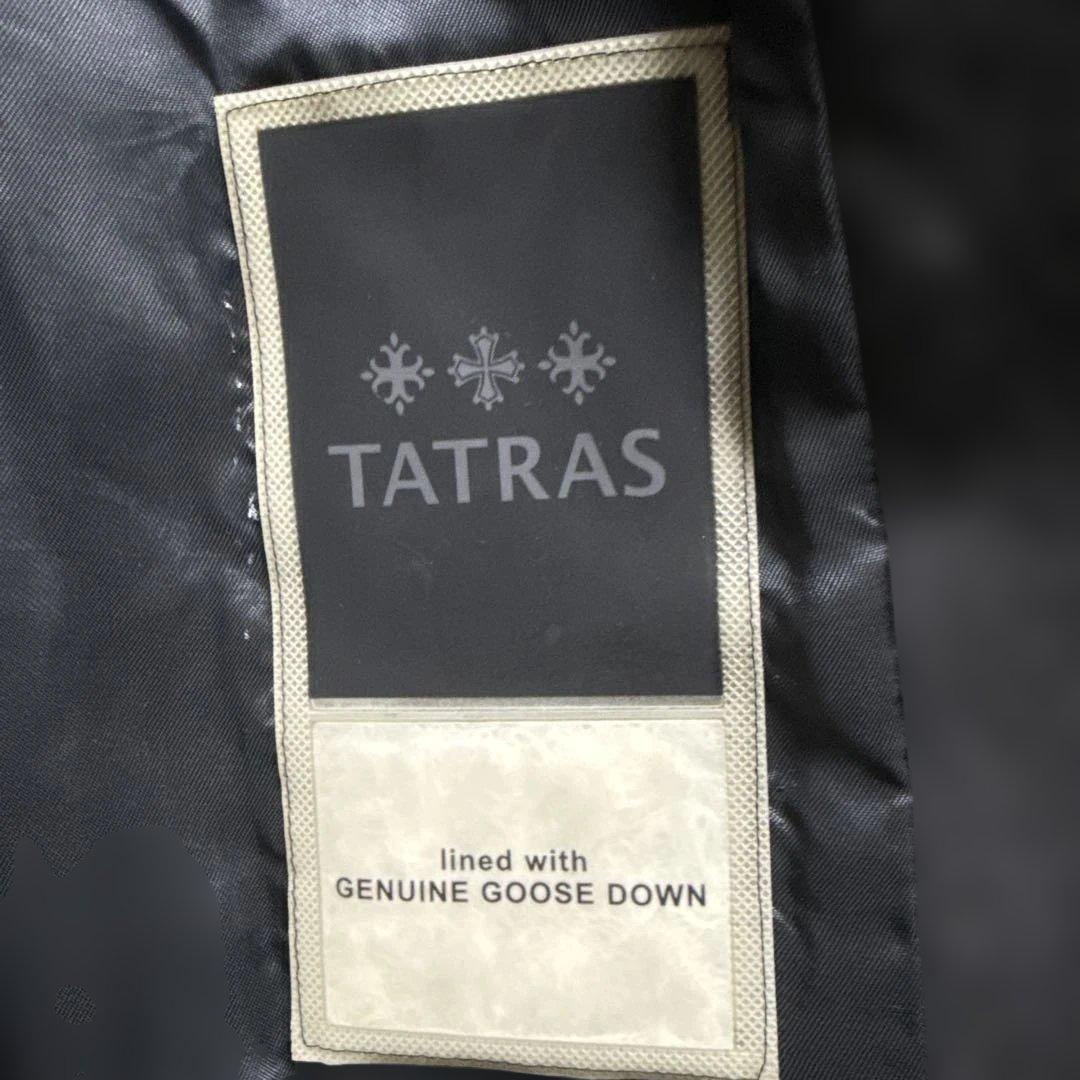 TATRAS
lined with
GENUINE GOOSE DOWN